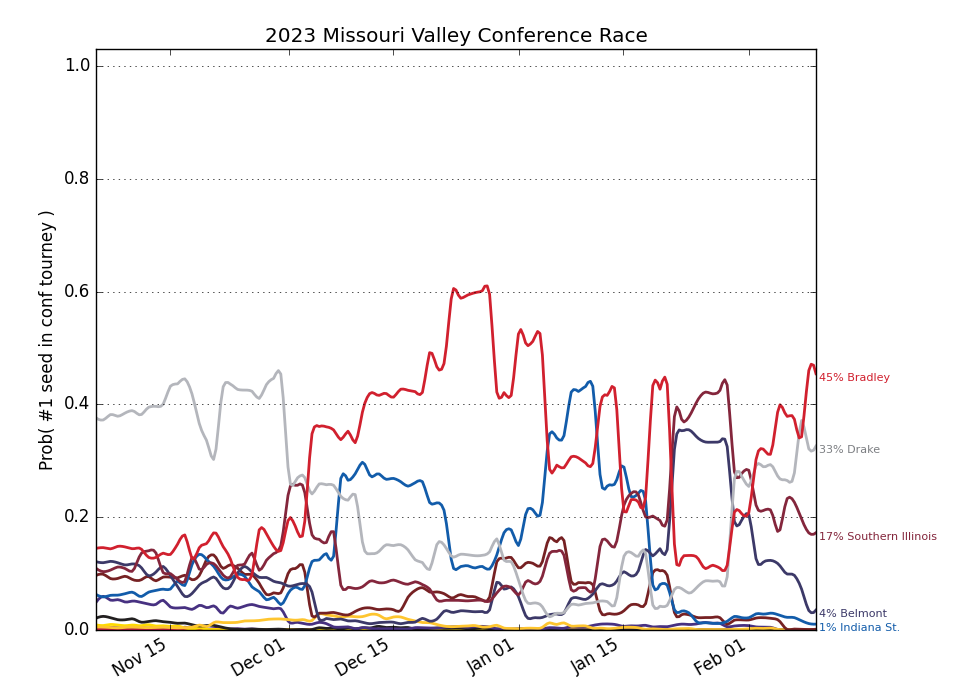 2023 Missouri Valley Conference Race
Prob( #1 seed in conf tourney )
1.0
0.8
0.6
0.4
0.2
0.0
45% Bradley
33% Drake
17% Southern Illinois
4% Belmont
1% Indiana St.
Nov 15
Dec 01
Dec 15
Jan 01
Jan 15
Feb 01